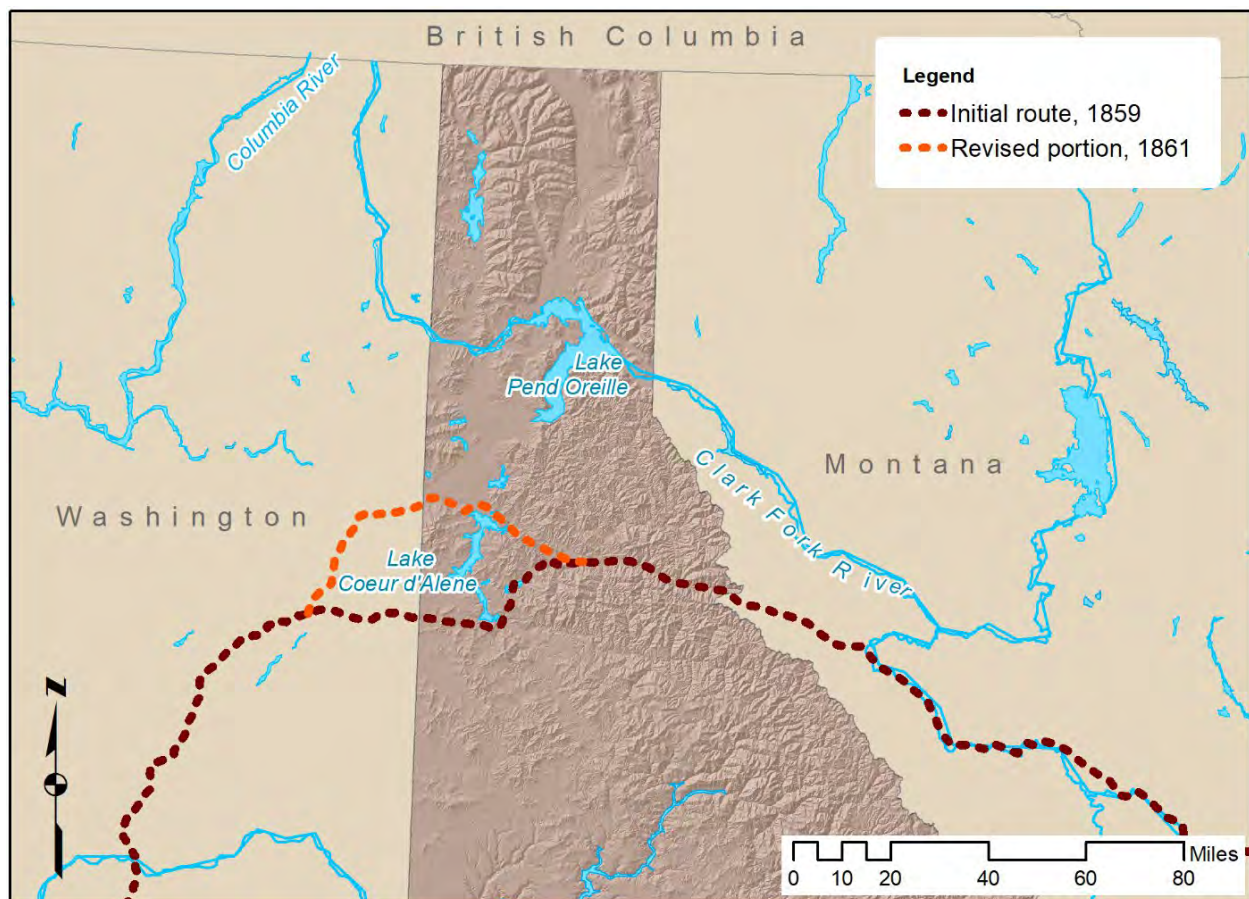 British Columbia
Legend
Initial route, 1859
Revised portion, 1861
Columbia River
Lake
Pend Oreille
Clark Fork River
Montana
Washington
Lake
Coeur d'Alene
N
Miles
0 10 20 40 60 80